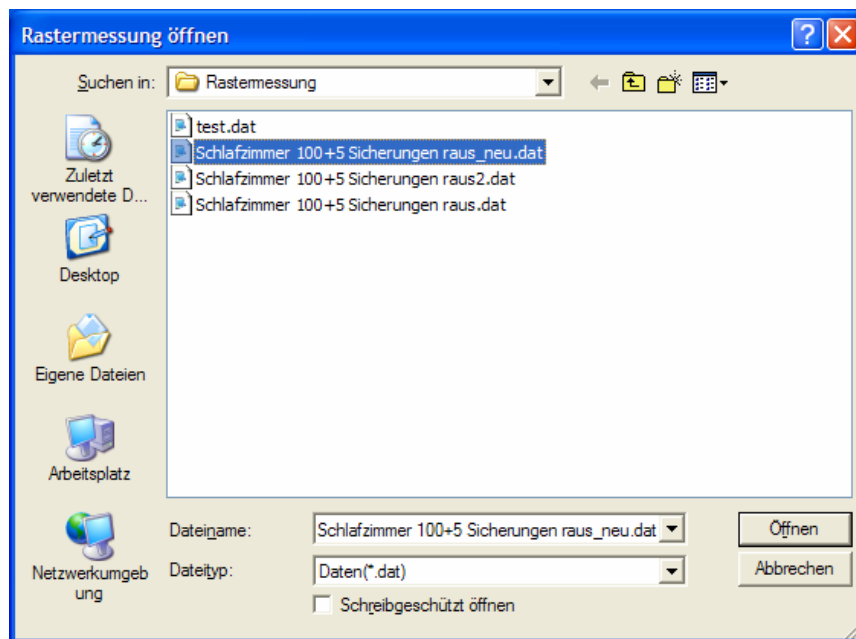 Rastermessung öffnen
Suchen in:
Rastermessung
test.dat
Schlafzimmer 100+5 Sicherungen raus_neu.dat
Schlafzimmer 100+5 Sicherungen raus2.dat
Schlafzimmer 100+5 Sicherungen raus.dat
Zuletzt
verwendete D...
Desktop
Eigene Dateien
Arbeitsplatz
Netzwerkumgeb
ung
Dateiname:
Schlafzimmer 100+5 Sicherungen raus_neu.dat
Öffnen
Dateityp:
Daten(*.dat)
Abbrechen
Schreibgeschützt öffnen